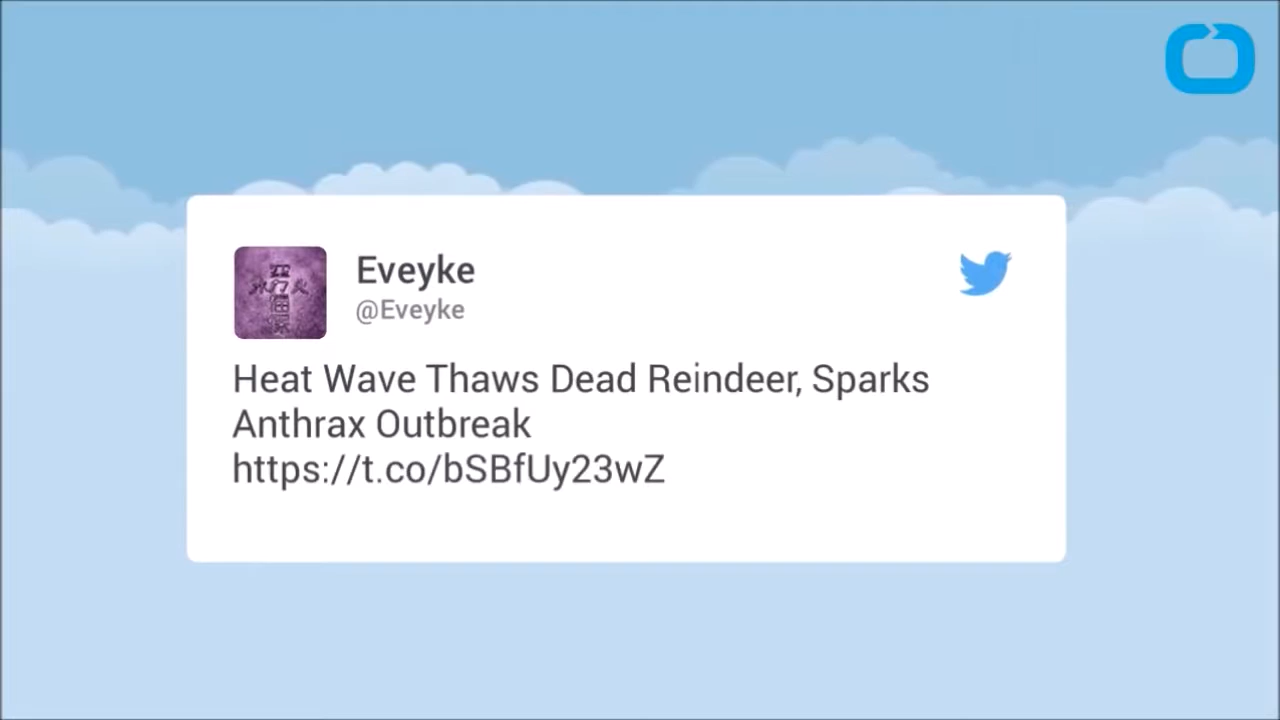 Eveyke
@Eveyke
Heat Wave Thaws Dead Reindeer, Sparks
Anthrax Outbreak
https://t.co/bSBfUy23wZ